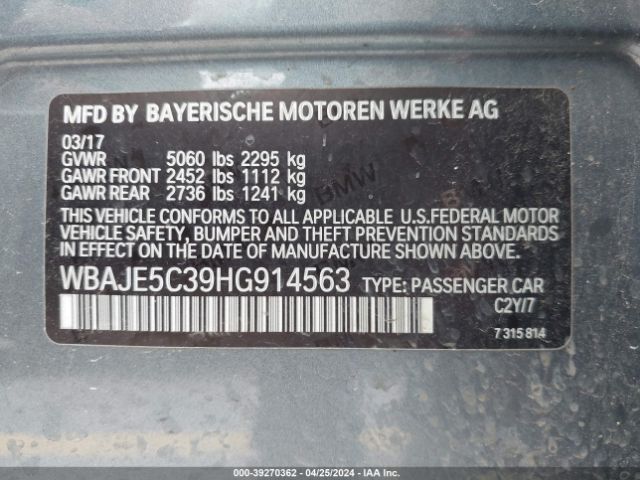 MFD BY BAYERISCHE MOTOREN WERKE AG
03/17
GVWR 5060 lbs 2295 kg
GAWR FRONT 2452 lbs 1112 kg
GAWR REAR 2736 lbs 1241 kg
THIS VEHICLE CONFORMS TO ALL APPLICABLE U.S.FEDERAL MOTOR
VEHICLE SAFETY, BUMPER AND THEFT PREVENTION STANDARDS
IN EFFECT ON THE DATE OF MANUFACTURE SHOWN ABOVE.
WBAJE5C39HG914563 TYPE: PASSENGER CAR
C2Y/7
7 315 814
BMW
000-39270362 • 04/25/2024 • IAA Inc.